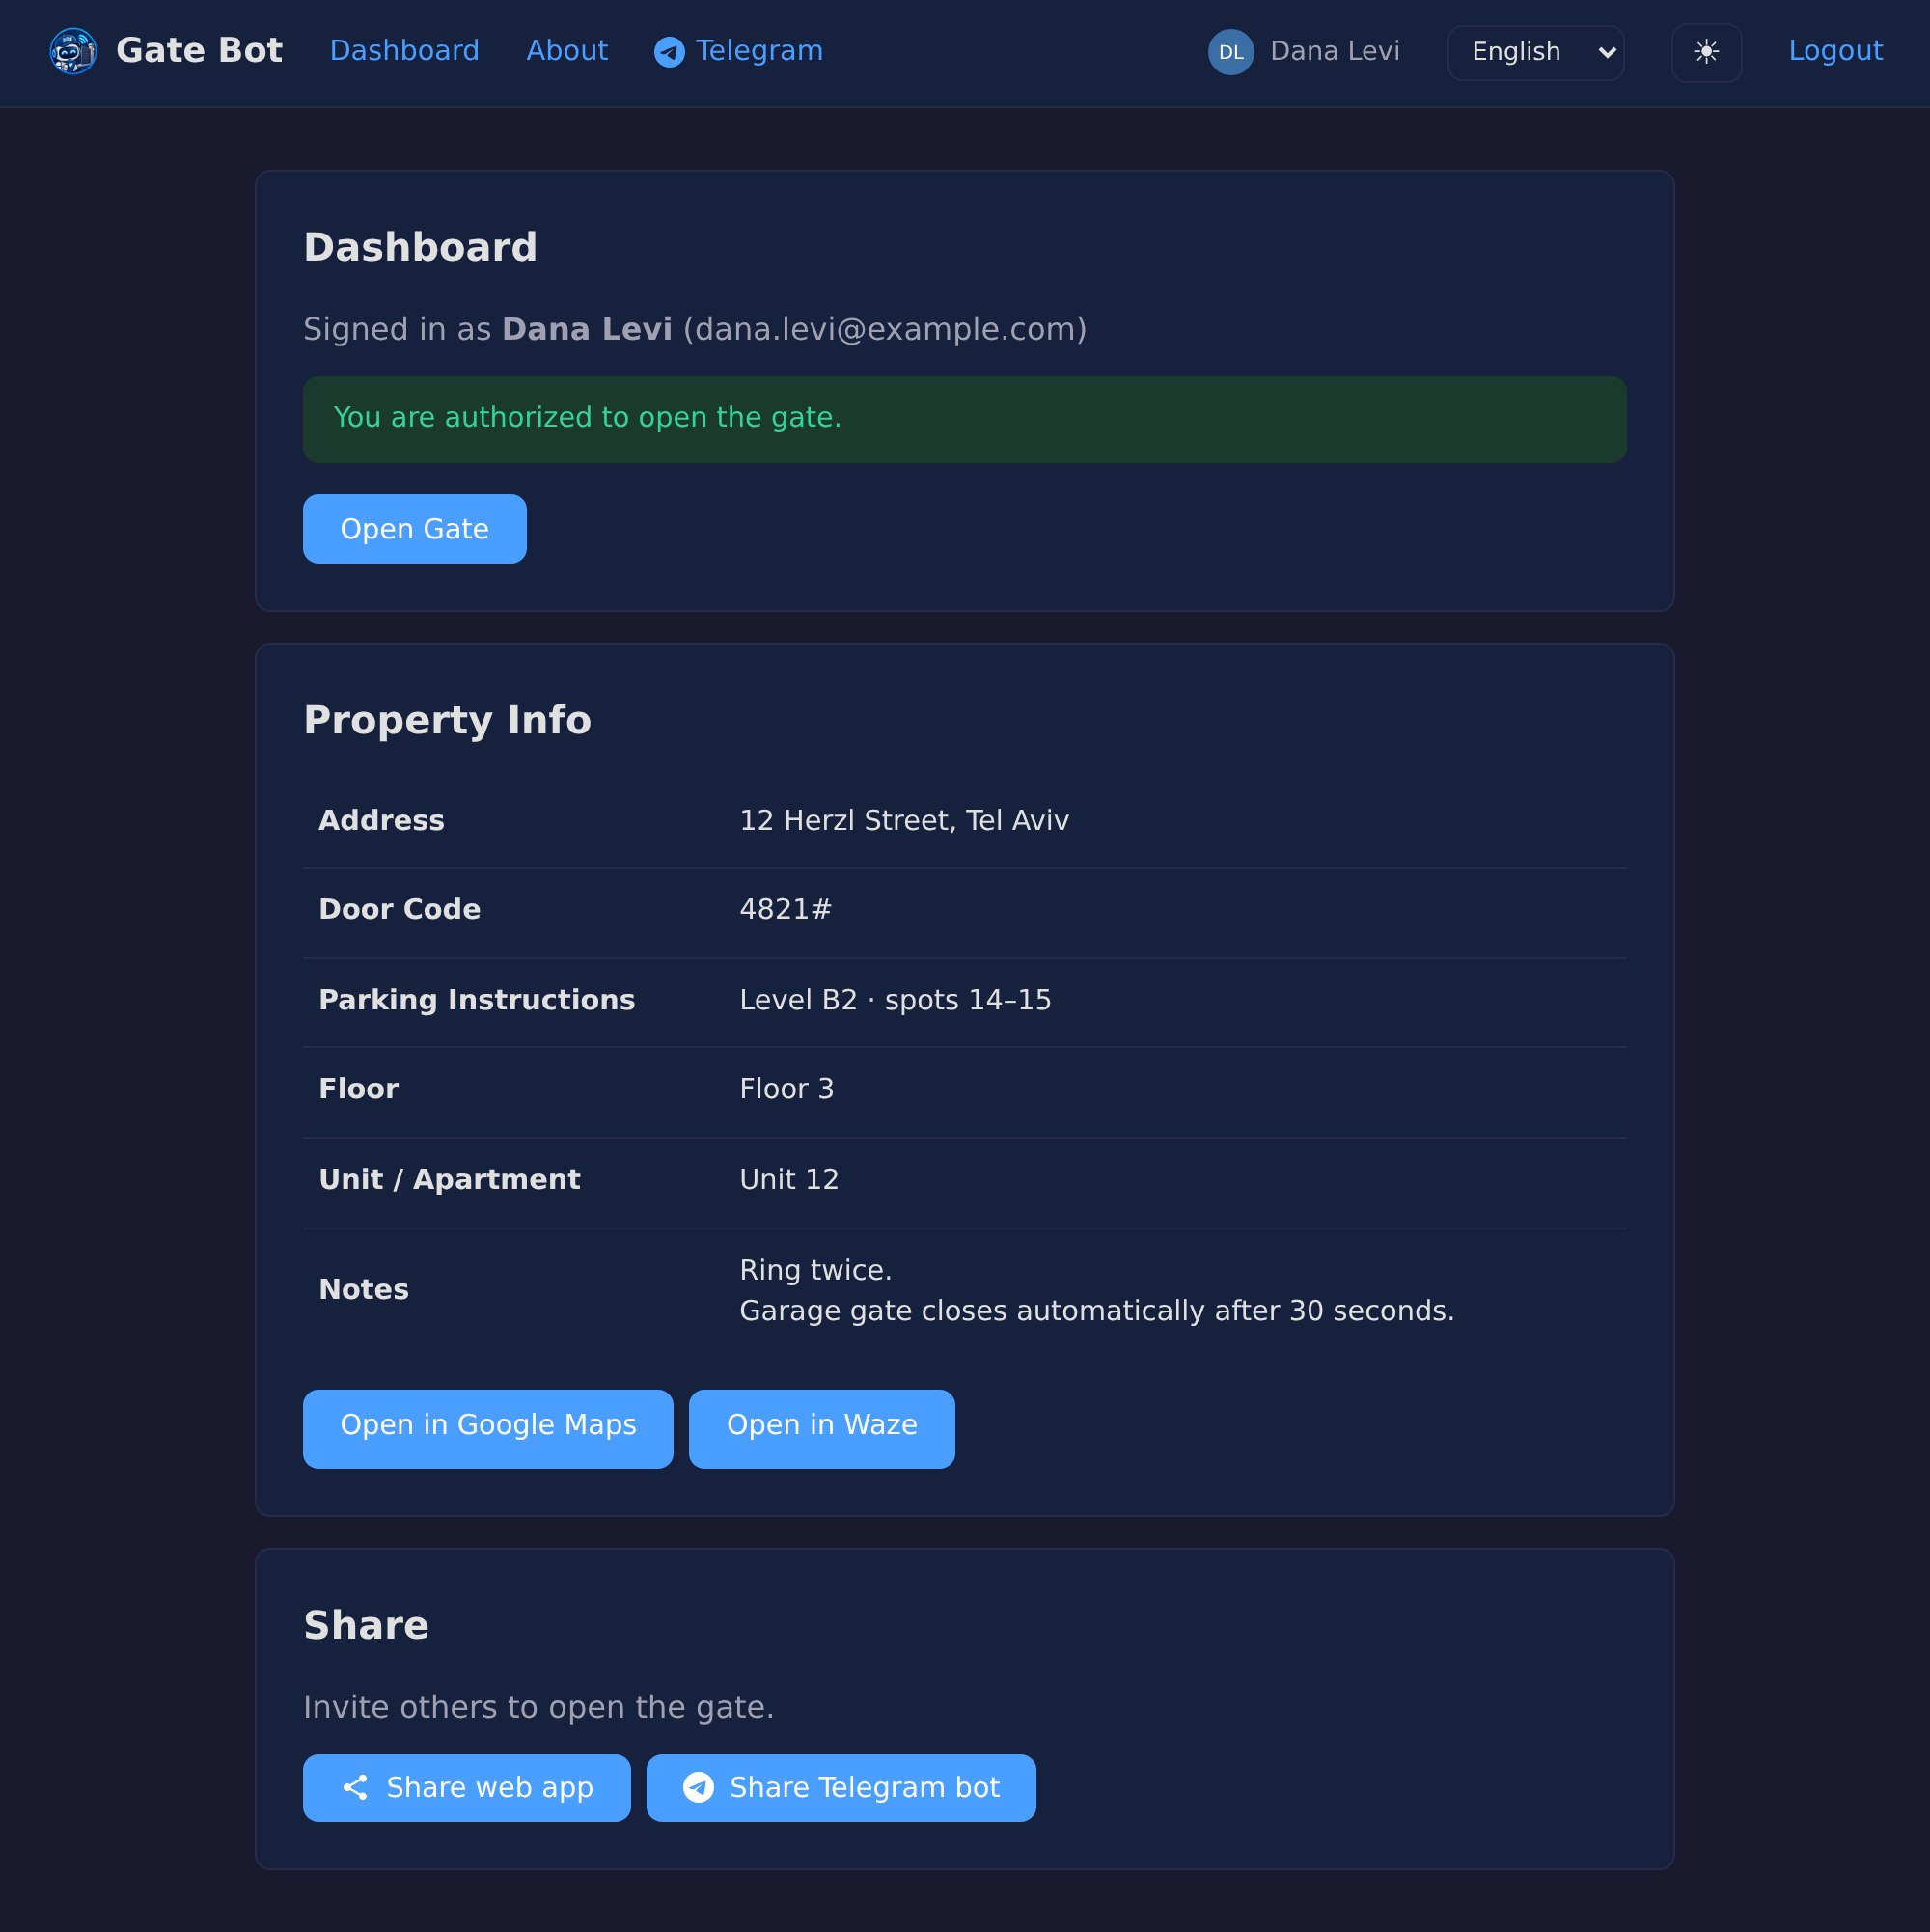 Gate Bot Dashboard About Telegram DL Dana Levi English Logout
Dashboard
Signed in as Dana Levi (dana.levi@example.com)
You are authorized to open the gate.
Open Gate
Property Info
Address 12 Herzl Street, Tel Aviv
Door Code 4821#
Parking Instructions Level B2 · spots 14–15
Floor Floor 3
Unit / Apartment Unit 12
Notes Ring twice.
Garage gate closes automatically after 30 seconds.
Open in Google Maps Open in Waze
Share
Invite others to open the gate.
Share web app Share Telegram bot